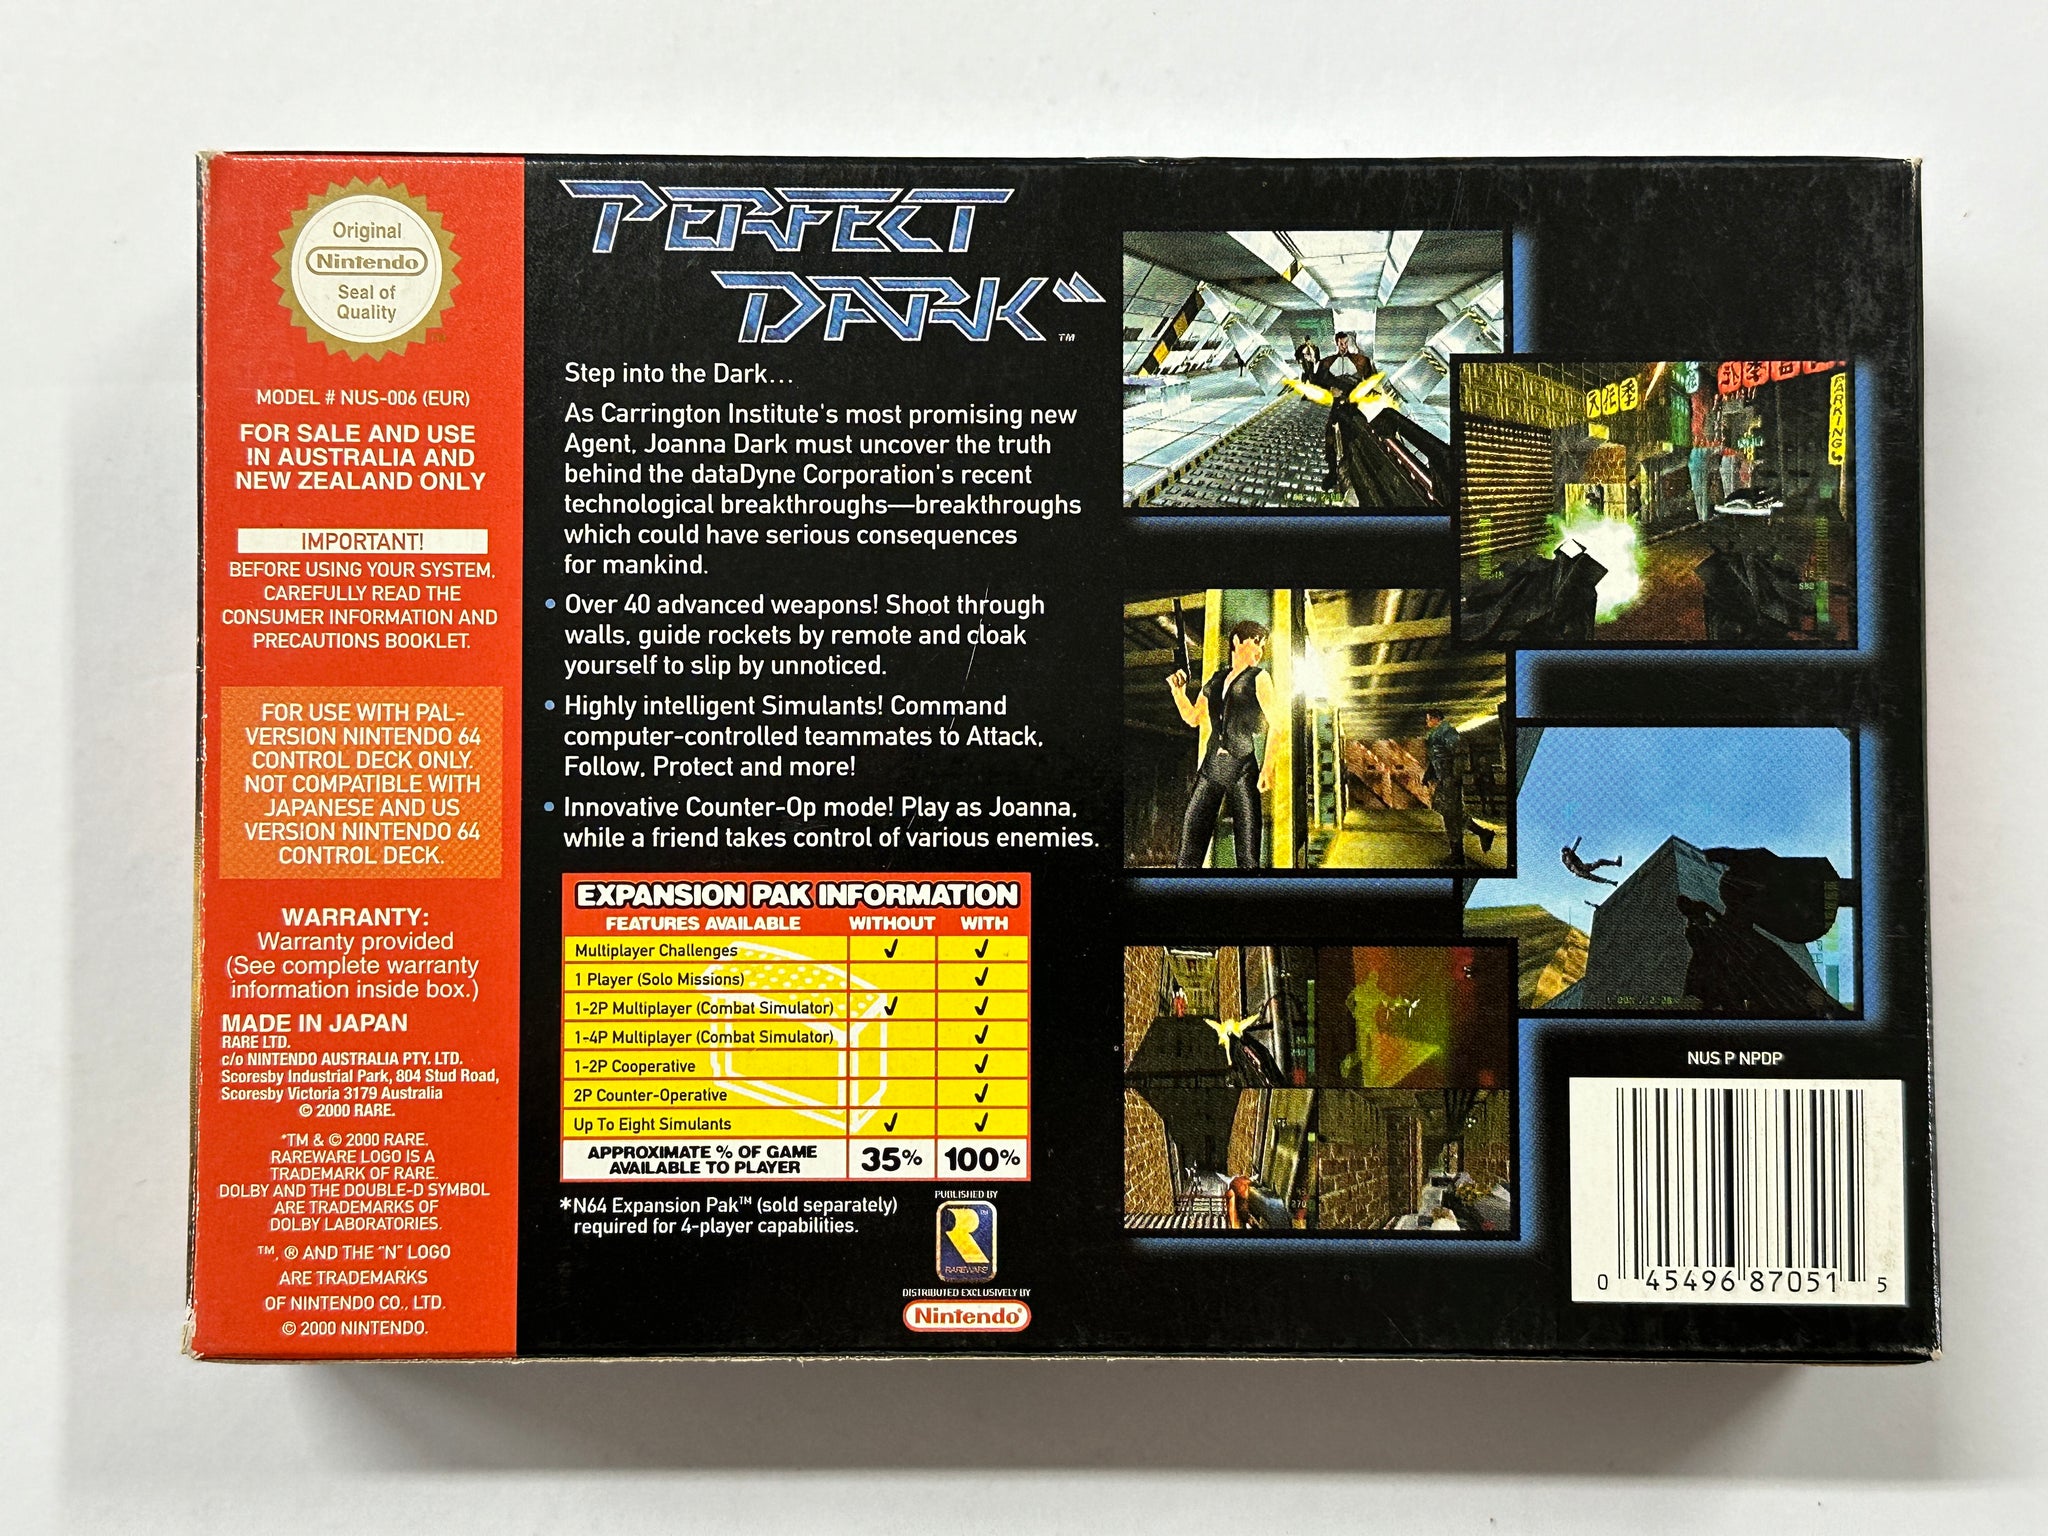 Original
Nintendo
Seal of
Quality
MODEL # NUS-006 (EUR)
FOR SALE AND USE
IN AUSTRALIA AND
NEW ZEALAND ONLY
IMPORTANT!
BEFORE USING YOUR SYSTEM,
CAREFULLY READ THE
CONSUMER INFORMATION AND
PRECAUTIONS BOOKLET.
FOR USE WITH PAL-
VERSION NINTENDO 64
CONTROL DECK ONLY.
NOT COMPATIBLE WITH
JAPANESE AND US
VERSION NINTENDO 64
CONTROL DECK.
WARRANTY:
Warranty provided
(See complete warranty
information inside box.)
MADE IN JAPAN
RARE LTD.
c/o NINTENDO AUSTRALIA PTY. LTD.
Scoresby Industrial Park, 804 Stud Road,
Scoresby Victoria 3179 Australia
© 2000 RARE.
"TM & © 2000 RARE.
RAREWARE LOGO IS A
TRADEMARK OF RARE.
DOLBY AND THE DOUBLE-D SYMBOL
ARE TRADEMARKS OF
DOLBY LABORATORIES.
™, ® AND THE "N" LOGO
ARE TRADEMARKS
OF NINTENDO CO., LTD.
© 2000 NINTENDO.
PERFECT
DARK™
Step into the Dark...
As Carrington Institute's most promising new
Agent, Joanna Dark must uncover the truth
behind the dataDyne Corporation's recent
technological breakthroughs—breakthroughs
which could have serious consequences
for mankind.
• Over 40 advanced weapons! Shoot through
walls, guide rockets by remote and cloak
yourself to slip by unnoticed.
• Highly intelligent Simulants! Command
computer-controlled teammates to Attack,
Follow, Protect and more!
• Innovative Counter-Op mode! Play as Joanna,
while a friend takes control of various enemies.
EXPANSION PAK INFORMATION
FEATURES AVAILABLE WITHOUT WITH
Multiplayer Challenges ✓ ✓
1 Player (Solo Missions) ✓
1-2P Multiplayer (Combat Simulator) ✓ ✓
1-4P Multiplayer (Combat Simulator) ✓
1-2P Cooperative ✓
2P Counter-Operative ✓
Up To Eight Simulants ✓ ✓
APPROXIMATE % OF GAME
AVAILABLE TO PLAYER 35% 100%
*N64 Expansion Pak™ (sold separately)
required for 4-player capabilities.
PUBLISHED BY
R
RAREWARE
DISTRIBUTED EXCLUSIVELY BY
Nintendo®
PARKING
NUS P NPDP
0 45496 87051 5